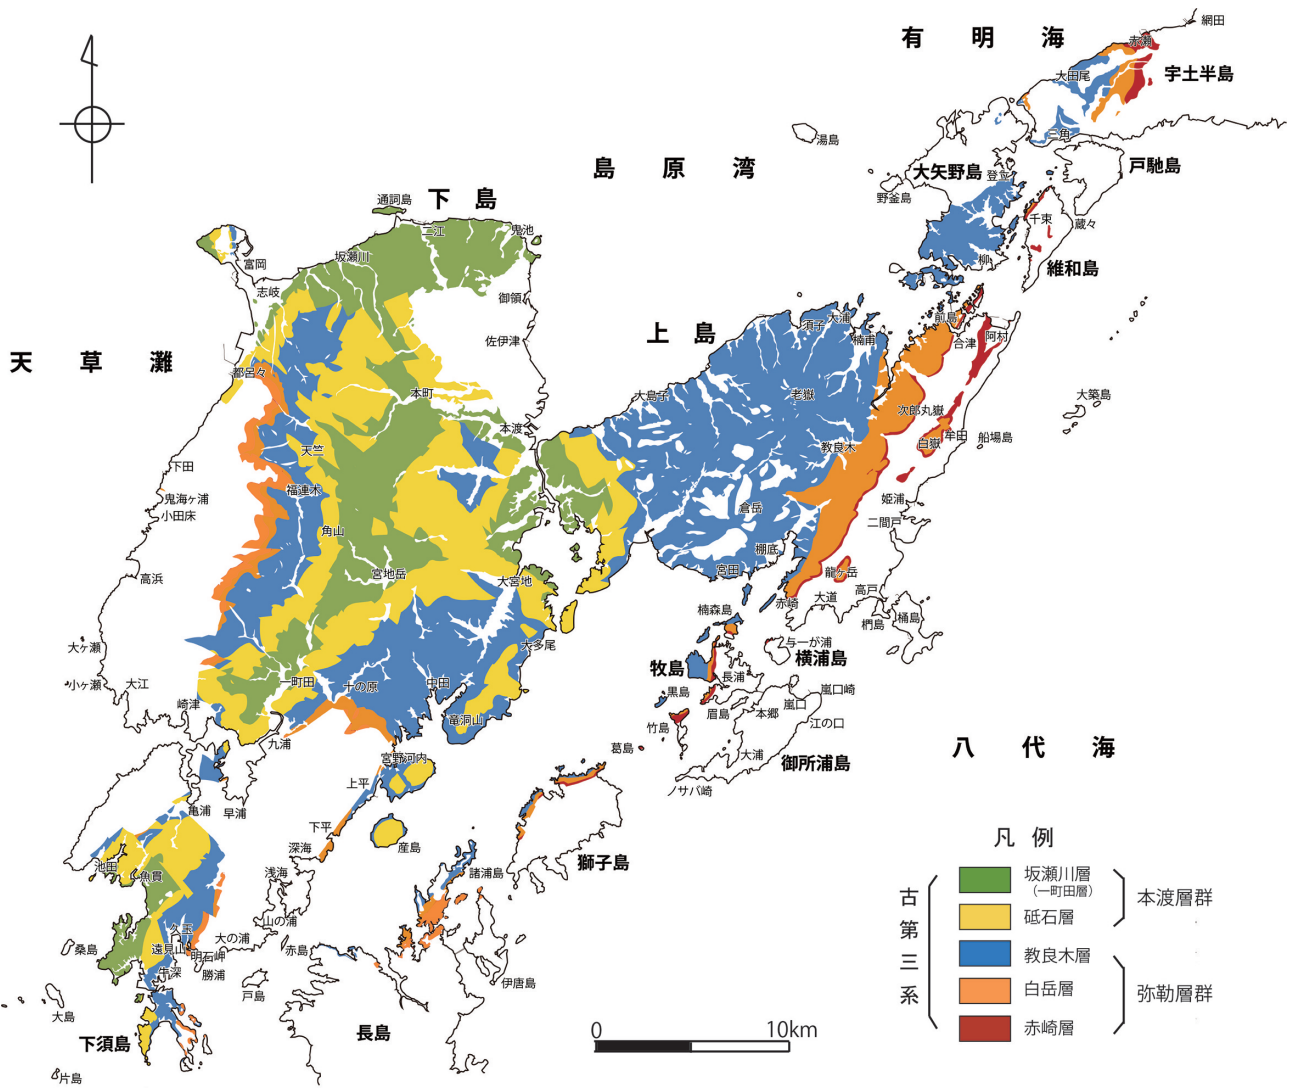 有明海
網田
赤瀬
大田尾
宇土半島
三角
湯島
島原湾
大矢野島
登立
戸馳島
野釜島
千束
蔵々
柳
維和島
通詞島
下島
二江
鬼池
坂瀬川
富岡
志岐
御領
佐伊津
天草灘
都呂々
本町
本渡
上島
大浦
須子
楠甫
前島
合津
阿村
大島子
老嶽
次郎丸嶽
大築島
教良木
白嶽
牟田
船場島
天竺
下田
福連木
鬼海ヶ浦
小田床
角山
倉岳
姫浦
二間戸
棚底
宮田
高浜
宮地岳
大宮地
龍ヶ岳
赤崎
大道
高戸
楠森島
椚島
桶島
大ヶ瀬
大多尾
与一が浦
横浦島
牧島
長浦
小ヶ瀬
大江
一町田
十の原
中田
黒島
嵐口崎
崎津
眉島
本郷
嵐口
竜洞山
竹島
江の口
九浦
葛島
大浦
御所浦島
宮野河内
ノサバ崎
八代海
上平
亀浦
早浦
下平
産島
深海
獅子島
池田
魚貫
浅海
諸浦島
山の浦
久玉
大の浦
桑島
遠見山
明石岬
赤島
牛深
勝浦
戸島
伊唐島
大島
下須島
長島
片島
0
10km
凡例
古第三系
坂瀬川層
(一町田層)
砥石層
本渡層群
教良木層
白岳層
弥勒層群
赤崎層